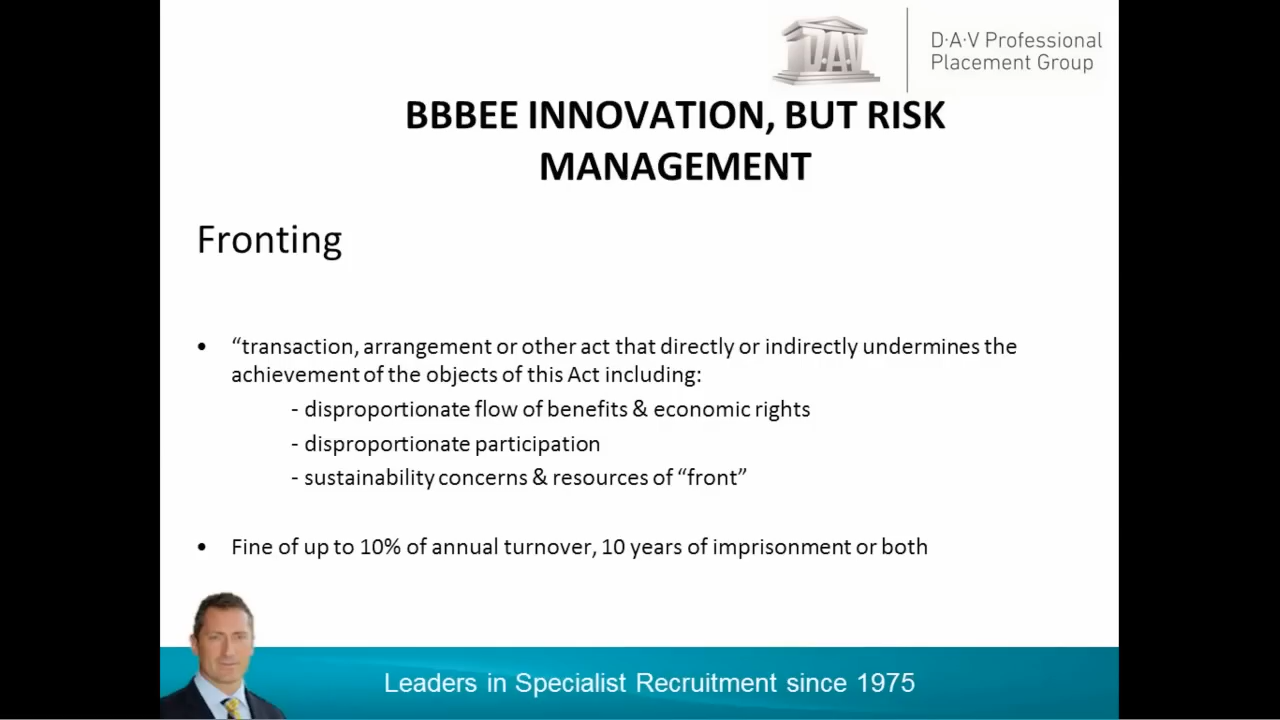 D·A·V
D·A·V Professional
Placement Group
BBBEE INNOVATION, BUT RISK
MANAGEMENT
Fronting
• “transaction, arrangement or other act that directly or indirectly undermines the
achievement of the objects of this Act including:
- disproportionate flow of benefits & economic rights
- disproportionate participation
- sustainability concerns & resources of “front”
• Fine of up to 10% of annual turnover, 10 years of imprisonment or both
Leaders in Specialist Recruitment since 1975